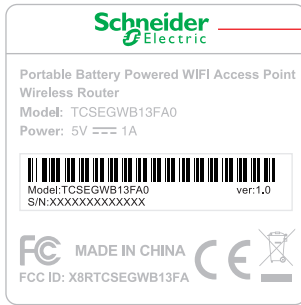 Schneider
Electric
Portable Battery Powered WIFI Access Point
Wireless Router
Model: TCSEGWB13FA0
Power: 5V ⎓ 1A
Model:TCSEGWB13FA0 ver:1.0
S/N:XXXXXXXXXXXXX
FC MADE IN CHINA CE
FCC ID: X8RTCSEGWB13FA